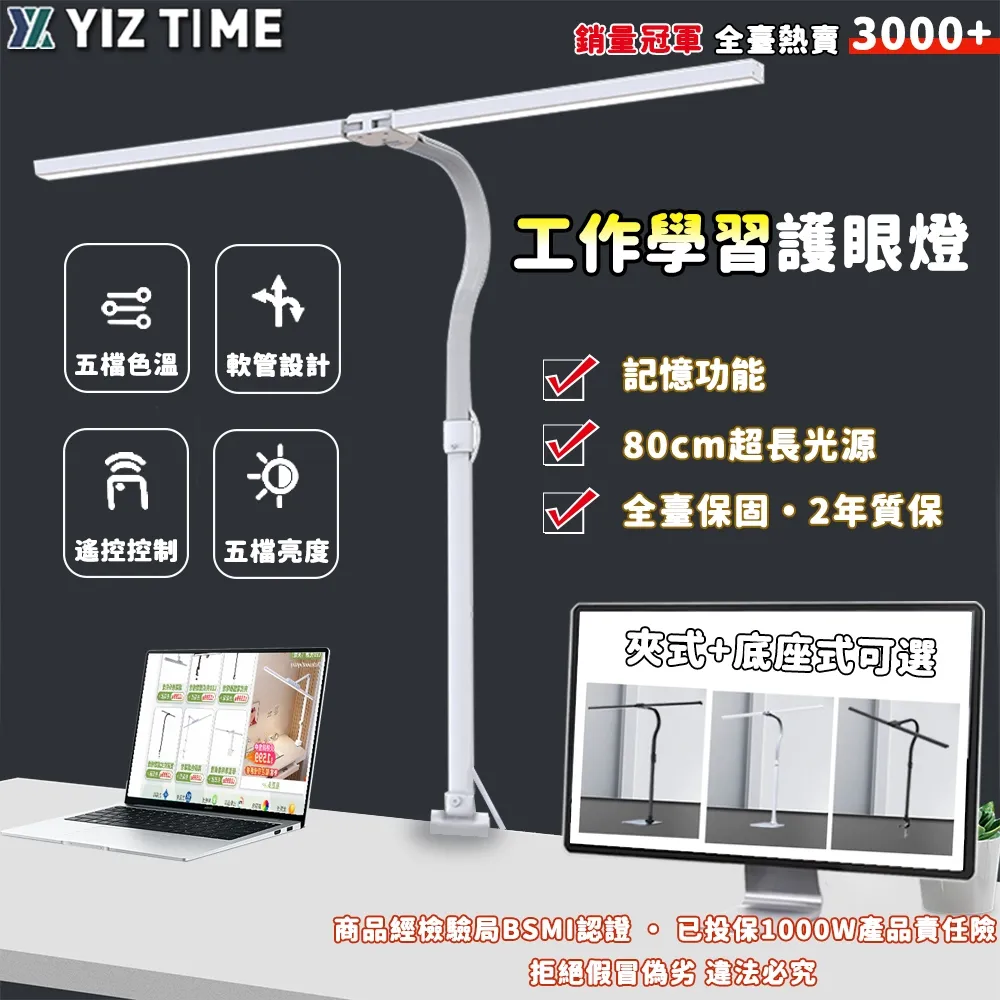 YIZ TIME
銷量冠軍 全臺熱賣 3000+
工作學習護眼燈
五檔色溫
軟管設計
遙控控制
五檔亮度
記憶功能
80cm超長光源
全臺保固·2年質保
夾式+底座式可選
商品經檢驗局BSMI認證 · 已投保1000W產品責任險
拒絕假冒偽劣 違法必究